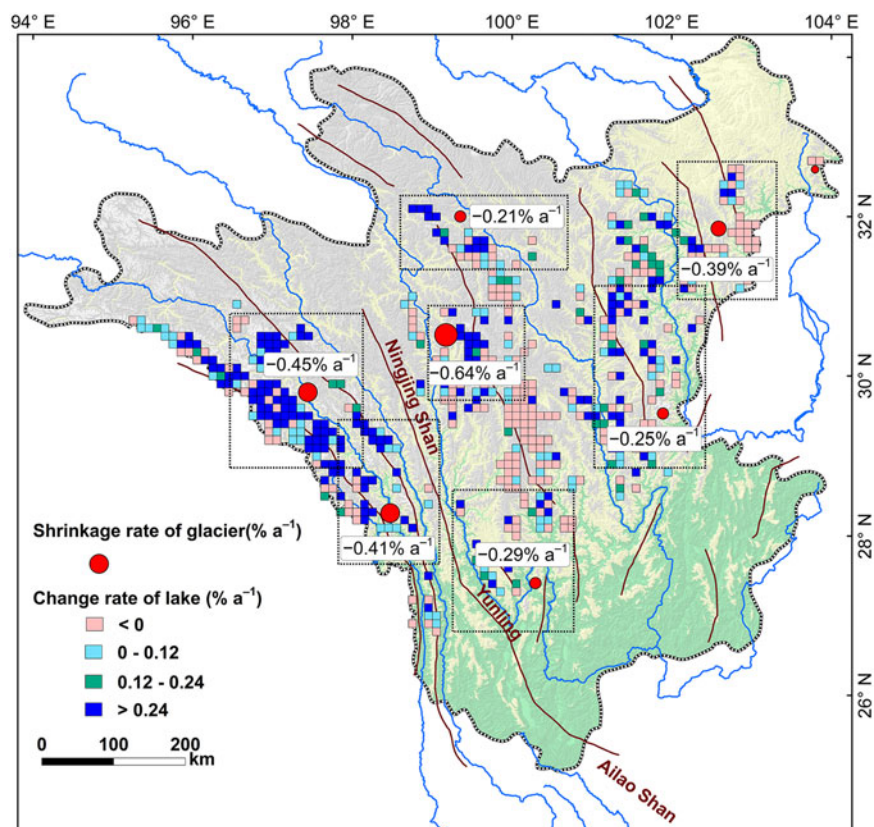 94° E 96° E 98° E 100° E 102° E 104° E
32° N
30° N
28° N
26° N
−0.21% a⁻¹
−0.39% a⁻¹
−0.45% a⁻¹
−0.64% a⁻¹
−0.25% a⁻¹
−0.41% a⁻¹
−0.29% a⁻¹
Ningjing Shan
Yunling
Ailao Shan
Shrinkage rate of glacier(% a⁻¹)
Change rate of lake (% a⁻¹)
< 0
0 - 0.12
0.12 - 0.24
> 0.24
0 100 200
km